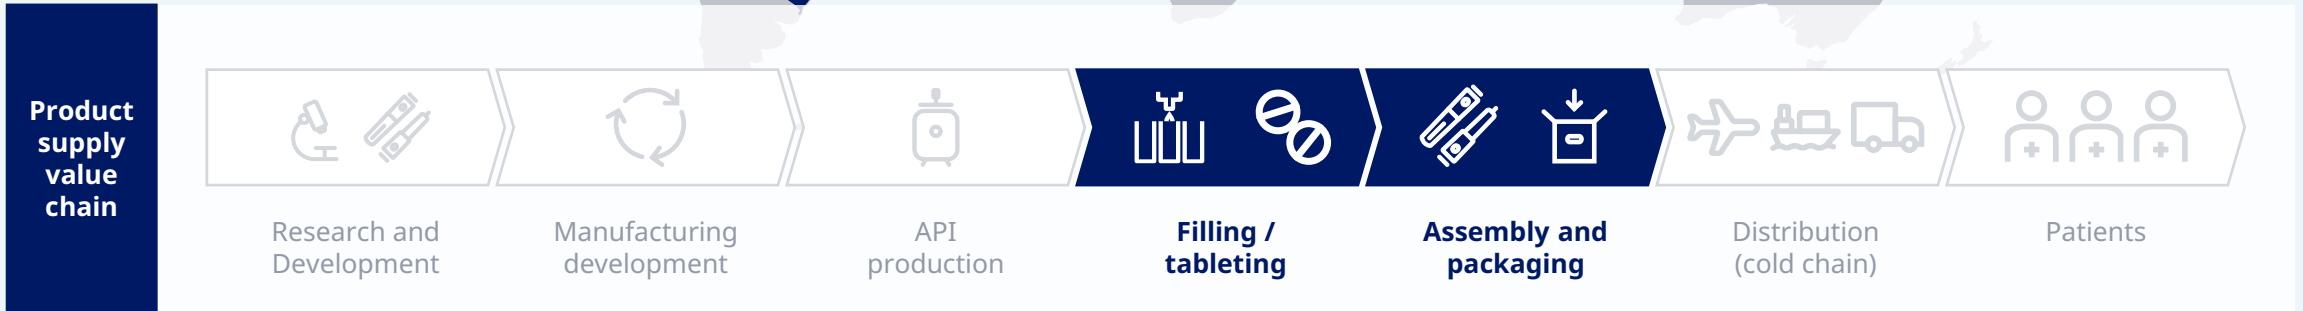 Product
supply
value
chain
Research and
Development
Manufacturing
development
API
production
Filling /
tableting
Assembly and
packaging
Distribution
(cold chain)
Patients